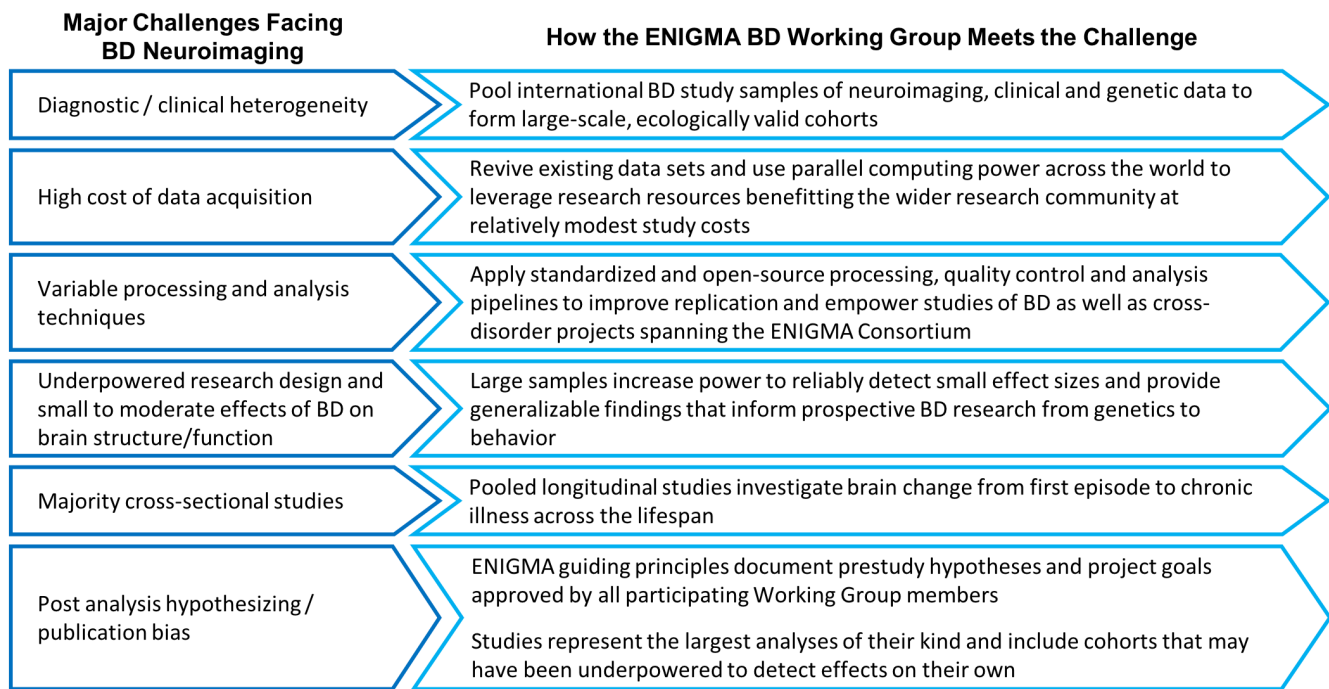 Major Challenges Facing
BD Neuroimaging
How the ENIGMA BD Working Group Meets the Challenge
Diagnostic / clinical heterogeneity
Pool international BD study samples of neuroimaging, clinical and genetic data to
form large-scale, ecologically valid cohorts
High cost of data acquisition
Revive existing data sets and use parallel computing power across the world to
leverage research resources benefitting the wider research community at
relatively modest study costs
Variable processing and analysis
techniques
Apply standardized and open-source processing, quality control and analysis
pipelines to improve replication and empower studies of BD as well as cross-
disorder projects spanning the ENIGMA Consortium
Underpowered research design and
small to moderate effects of BD on
brain structure/function
Large samples increase power to reliably detect small effect sizes and provide
generalizable findings that inform prospective BD research from genetics to
behavior
Majority cross-sectional studies
Pooled longitudinal studies investigate brain change from first episode to chronic
illness across the lifespan
Post analysis hypothesizing /
publication bias
ENIGMA guiding principles document prestudy hypotheses and project goals
approved by all participating Working Group members
Studies represent the largest analyses of their kind and include cohorts that may
have been underpowered to detect effects on their own